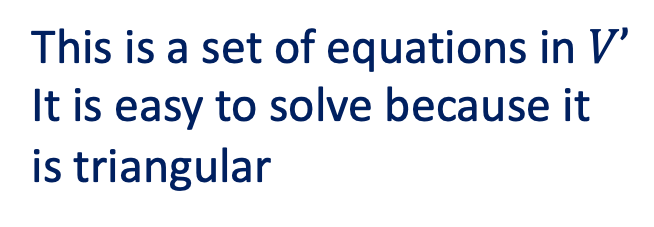 This is a set of equations in V’
It is easy to solve because it
is triangular